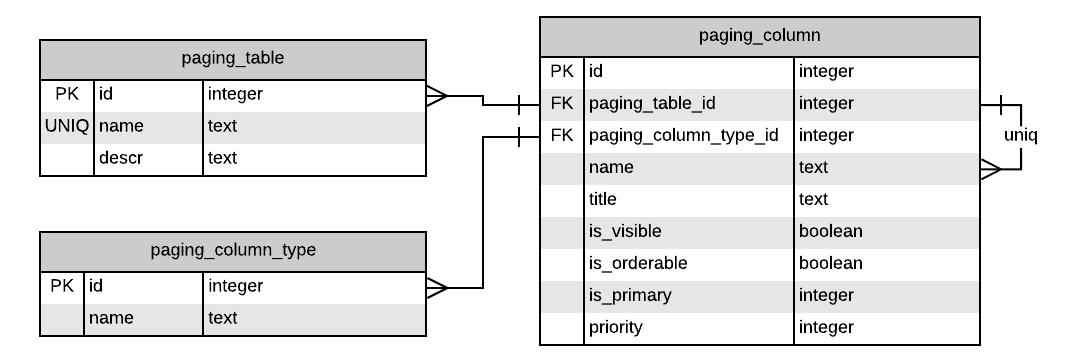 paging_table
PK id integer
UNIQ name text
descr text
paging_column_type
PK id integer
name text
paging_column
PK id integer
FK paging_table_id integer
FK paging_column_type_id integer
name text
title text
is_visible boolean
is_orderable boolean
is_primary integer
priority integer
uniq